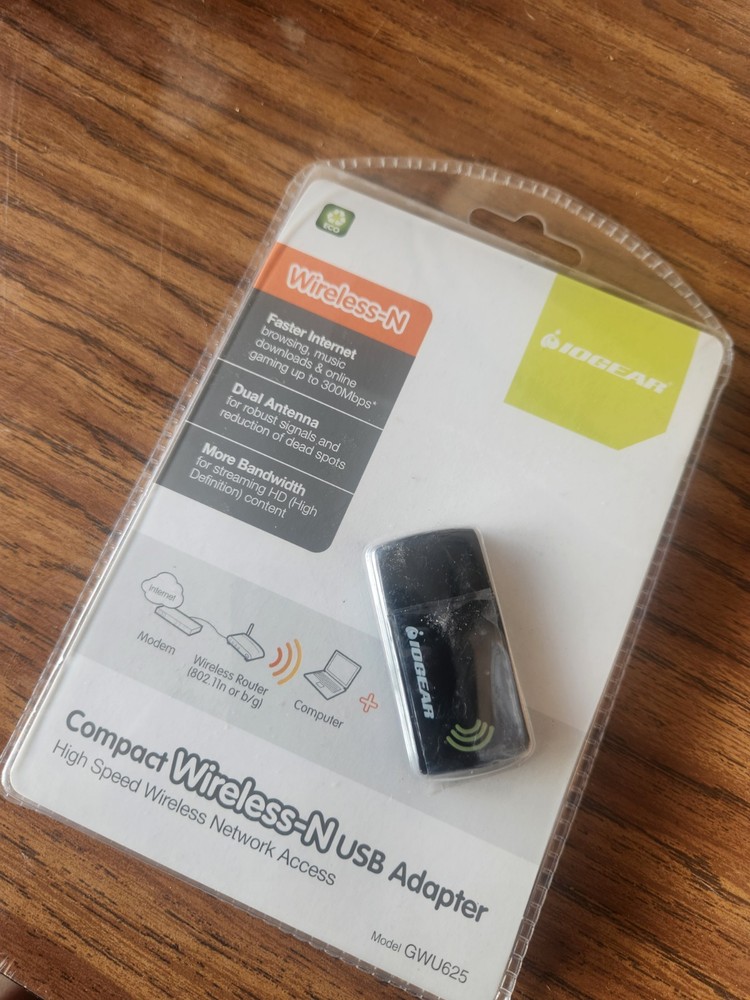 ECO
Wireless-N
Faster Internet
browsing, music
downloads & online
gaming up to 300Mbps*
Dual Antenna
for robust signals and
reduction of dead spots
More Bandwidth
for streaming HD (High
Definition) content
IOGEAR®
Internet
Modem
Wireless Router
(802.11n or b/g)
Computer
IOGEAR
Compact Wireless-N USB Adapter
High Speed Wireless Network Access
Model GWU625